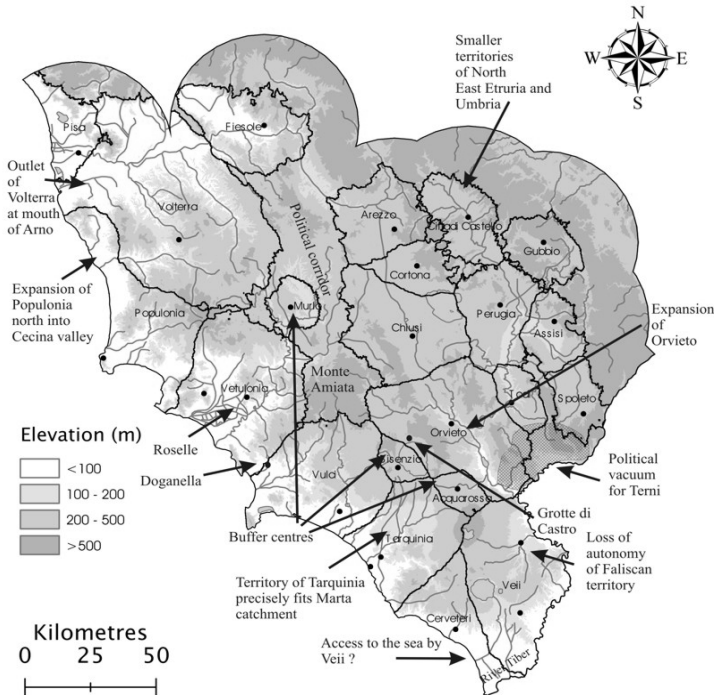 N
W E
S
Smaller
territories
of North
East Etruria and
Umbria
Pisa
Fiesole
Outlet
of
Volterra
at mouth
of Arno
Volterra
Political corridor
Arezzo
Gubbio
Cortona
Expansion of
Populonia
north into
Cecina valley
Populonia
Murlo
Chiusi
Perugia
Assisi
Expansion
of
Orvieto
Monte
Amiata
Vetulonia
Spoleto
Elevation (m)
<100
100 - 200
200 - 500
>500
Roselle
Doganella
Orvieto
Vulci
Bisenzio
Acquarossa
Political
vacuum
for Terni
Grotte di
Castro
Buffer centres
Tarquinia
Loss of
autonomy
of Faliscan
territory
Territory of Tarquinia
precisely fits Marta
catchment
Veii
Cerveteri
Kilometres
0 25 50
Access to the sea by
Veii ?
River Tiber